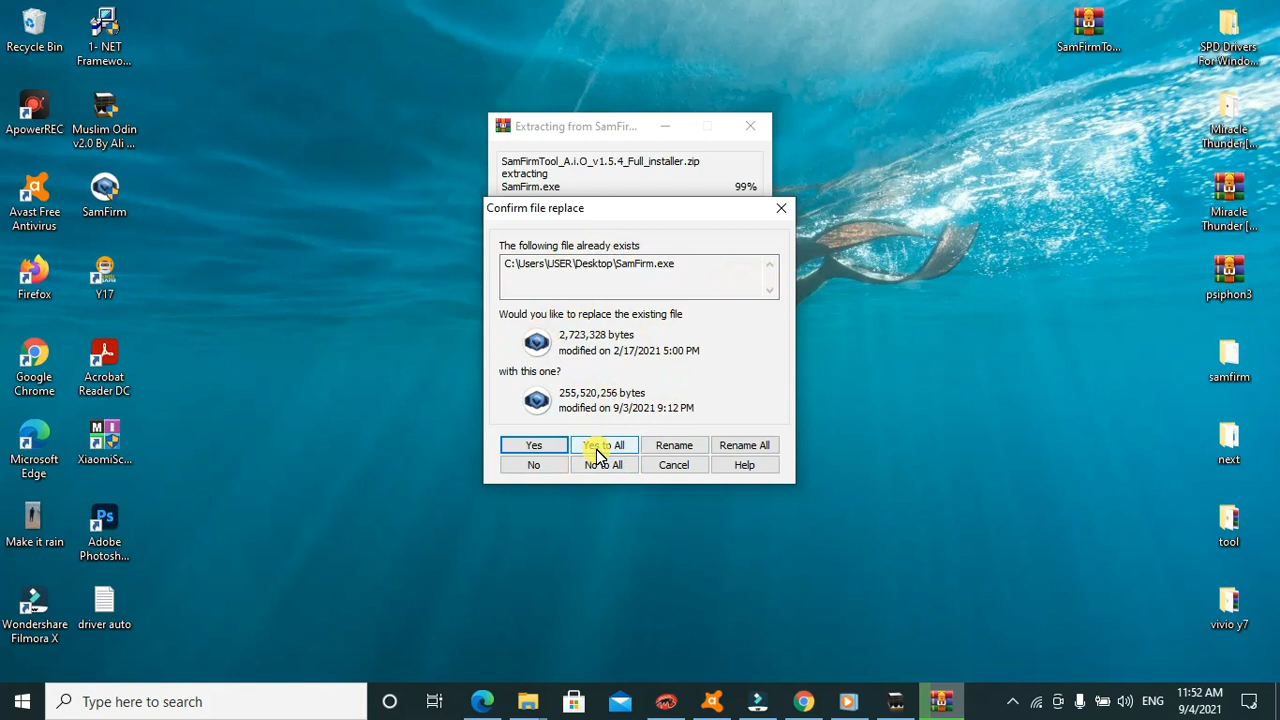 Recycle Bin
1- NET
Framewo...
ApowerREC
Muslim Odin
v2.0 By Ali ...
Avast Free
Antivirus
SamFirm
Firefox
Y17
Google
Chrome
Acrobat
Reader DC
Microsoft
Edge
XiaomiSc...
Make it rain
Ps
Adobe
Photosh...
Wondershare
Filmora X
driver auto
Extracting from SamFir...
SamFirmTool_A.i.O_v1.5.4_Full_installer.zip
extracting
SamFirm.exe 99%
Confirm file replace
The following file already exists
C:\Users\USER\Desktop\SamFirm.exe
Would you like to replace the existing file
2,723,328 bytes
modified on 2/17/2021 5:00 PM
with this one?
255,520,256 bytes
modified on 9/3/2021 9:12 PM
Yes Yes to All Rename Rename All
No No to All Cancel Help
SamFirmTo...
SPD Drivers
For Windo...
Miracle
Thunder [...
Miracle
Thunder [...
psiphon3
samfirm
next
tool
vivio y7
Type here to search
ENG
11:52 AM
9/4/2021